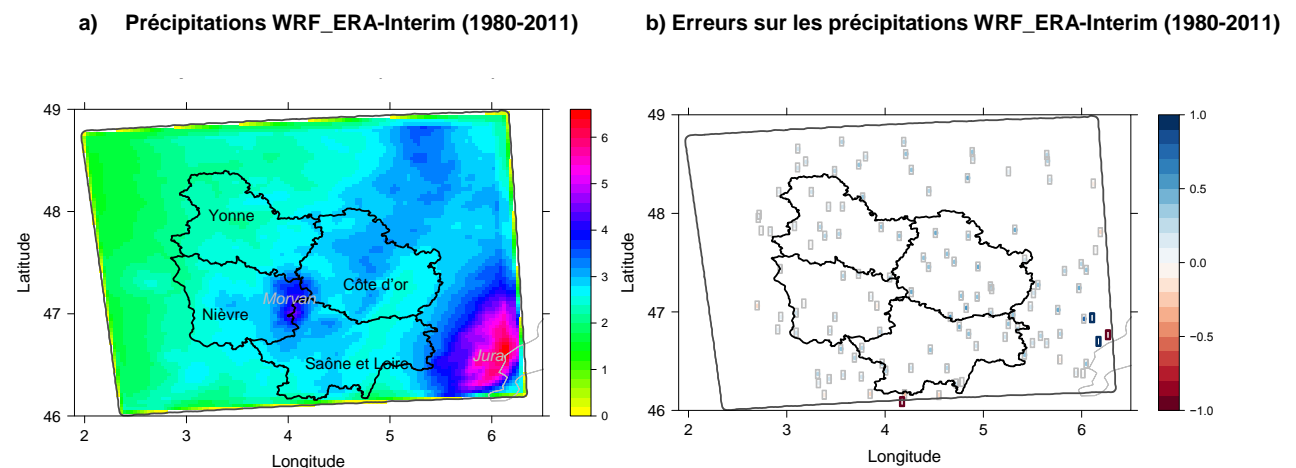 a) Précipitations WRF_ERA-Interim (1980-2011)
b) Erreurs sur les précipitations WRF_ERA-Interim (1980-2011)
49
48
47
46
2 3 4 5 6
Latitude
Longitude
Yonne
Côte d'or
Morvan
Nièvre
Saône et Loire
Jura
6
5
4
3
2
1
0
49
48
47
46
2 3 4 5 6
Latitude
Longitude
1.0
0.5
0.0
−0.5
−1.0